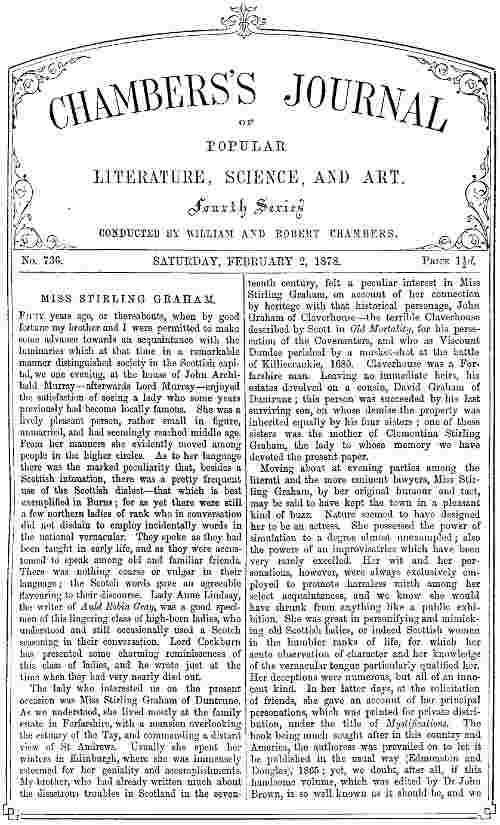 CHAMBERS'S JOURNAL
OF
POPULAR
LITERATURE, SCIENCE, AND ART.
Fourth Series
CONDUCTED BY WILLIAM AND ROBERT CHAMBERS.
No. 736. SATURDAY, FEBRUARY 2, 1878. PRICE 1½d.
MISS STIRLING GRAHAM.
FIFTY years ago, or thereabouts, when by good
fortune my brother and I were permitted to make
some advance towards an acquaintance with the
luminaries which at that time in a remarkable
manner distinguished society in the Scottish capi-
tal, we one evening, at the house of John Archi-
bald Murray—afterwards Lord Murray—enjoyed
the satisfaction of seeing a lady who some years
previously had become locally famous. She was a
lively pleasant person, rather small in figure,
unmarried, and had seemingly reached middle age.
From her manners she evidently moved among
people in the higher circles. As to her language
there was the marked peculiarity that, besides a
Scottish intonation, there was a pretty frequent
use of the Scottish dialect—that which is best
exemplified in Burns; for as yet there were still
a few northern ladies of rank who in conversation
did not disdain to employ incidentally words in
the national vernacular. They spoke as they had
been taught in early life, and as they were accus-
tomed to speak among old and familiar friends.
There was nothing coarse or vulgar in their
language; the Scotch words gave an agreeable
flavouring to their discourse. Lady Anne Lindsay,
the writer of Auld Robin Gray, was a good speci-
men of this lingering class of high-born ladies, who
understood and still occasionally used a Scotch
seasoning in their conversation. Lord Cockburn
has presented some charming reminiscences of
this class of ladies, and he wrote just at the
time when they had very nearly died out.
The lady who interested us on the present
occasion was Miss Stirling Graham of Duntrune.
As we understood, she lived mostly at the family
estate in Forfarshire, with a mansion overlooking
the estuary of the Tay, and commanding a distant
view of St Andrews. Usually she spent her
winters in Edinburgh, where she was immensely
esteemed for her geniality and accomplishments.
My brother, who had already written much about
the disastrous troubles in Scotland in the seven-
teenth century, felt a peculiar interest in Miss
Stirling Graham, on account of her connection
by heritage with that historical personage, John
Graham of Claverhouse—the terrible Claverhouse
described by Scott in Old Mortality, for his perse-
cution of the Covenanters, and who as Viscount
Dundee perished by a musket-shot at the battle
of Killiecrankie, 1689. Claverhouse was a For-
farshire man. Leaving no immediate heirs, his
estates devolved on a cousin, David Graham of
Duntrune; this person was succeeded by his last
surviving son, on whose demise the property was
inherited equally by his four sisters; one of these
sisters was the mother of Clementina Stirling
Graham, the lady to whose memory we have
devoted the present paper.
Moving about at evening parties among the
literati and the more eminent lawyers, Miss Stir-
ling Graham, by her original humour and tact,
may be said to have kept the town in a pleasant
kind of buzz. Nature seemed to have designed
her to be an actress. She possessed the power of
simulation to a degree almost unexampled; also
the powers of an improvisatrice which have been
very rarely excelled. Her wit and her per-
sonations, however, were always exclusively em-
ployed to promote harmless mirth among her
select acquaintances, and we know she would
have shrunk from anything like a public exhi-
bition. She was great in personifying and mimick-
ing old Scottish ladies, or indeed Scottish women
in the humbler ranks of life, for which her
acute observation of character and her knowledge
of the vernacular tongue particularly qualified her.
Her deceptions were numerous, but all of an inno-
cent kind. In her latter days, at the solicitation
of friends, she gave an account of her principal
personations, which was printed for private distri-
bution, under the title of Mystifications. The
book being much sought after in this country and
America, the authoress was prevailed on to let it
be published in the usual way (Edmonston and
Douglas), 1865; yet, we doubt, after all, if this
handsome volume, which was edited by Dr John
Brown, is so well known as it should be, and we